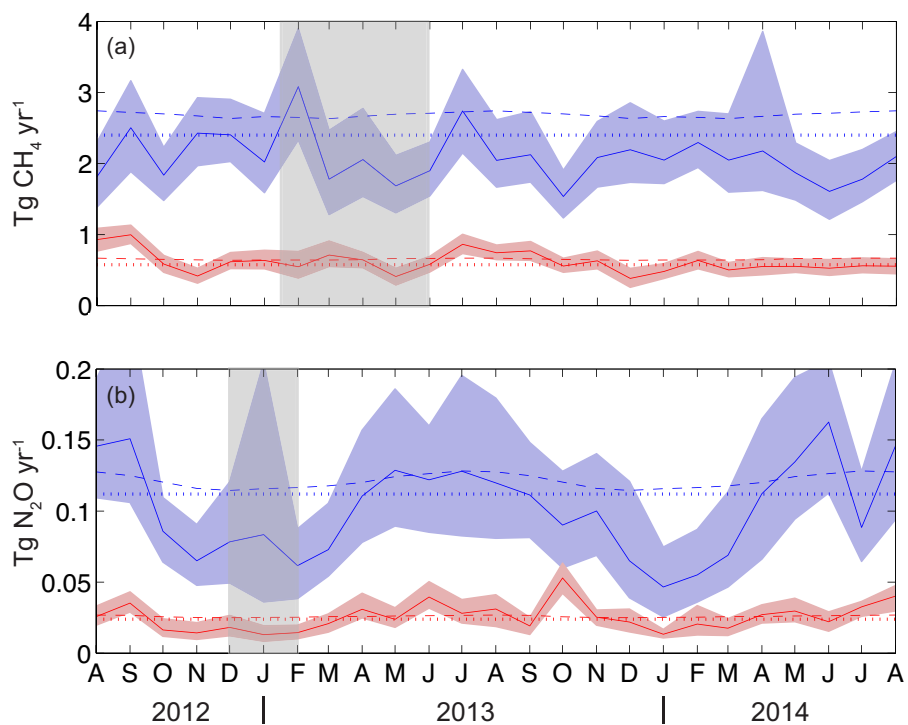 4
(a)
3
2
1
0
Tg CH₄ yr⁻¹
0.2
(b)
0.15
0.1
0.05
0
Tg N₂O yr⁻¹
A S O N D J F M A M J J A S O N D J F M A M J J A
2012 2013 2014